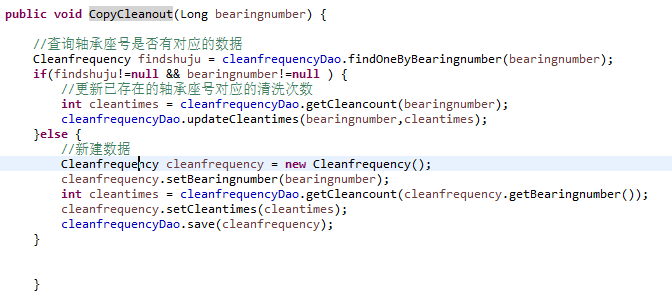 public void CopyCleanout(Long bearingnumber) {
//查询轴承座号是否有对应的数据
Cleanfrequency findshuju = cleanfrequencyDao.findOneByBearingnumber(bearingnumber);
if(findshuju!=null && bearingnumber!=null ) {
//更新已存在的轴承座号对应的清洗次数
int cleantimes = cleanfrequencyDao.getCleancount(bearingnumber);
cleanfrequencyDao.updateCleantimes(bearingnumber,cleantimes);
}else {
//新建数据
Cleanfrequency cleanfrequency = new Cleanfrequency();
cleanfrequency.setBearingnumber(bearingnumber);
int cleantimes = cleanfrequencyDao.getCleancount(cleanfrequency.getBearingnumber());
cleanfrequency.setCleantimes(cleantimes);
cleanfrequencyDao.save(cleanfrequency);
}
}